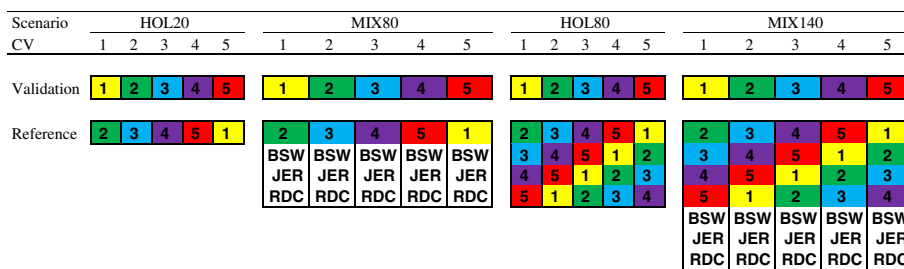 Scenario HOL20 MIX80 HOL80 MIX140
CV 1 2 3 4 5 1 2 3 4 5 1 2 3 4 5 1 2 3 4 5
Validation 1 2 3 4 5 1 2 3 4 5 1 2 3 4 5 1 2 3 4 5
Reference 2 3 4 5 1 2 3 4 5 1 2 3 4 5 1 2 3 4 5 1
BSW BSW BSW BSW BSW 3 4 5 1 2 3 4 5 1 2
JER JER JER JER JER 4 5 1 2 3 4 5 1 2 3
RDC RDC RDC RDC RDC 5 1 2 3 4 5 1 2 3 4
BSW BSW BSW BSW BSW
JER JER JER JER JER
RDC RDC RDC RDC RDC